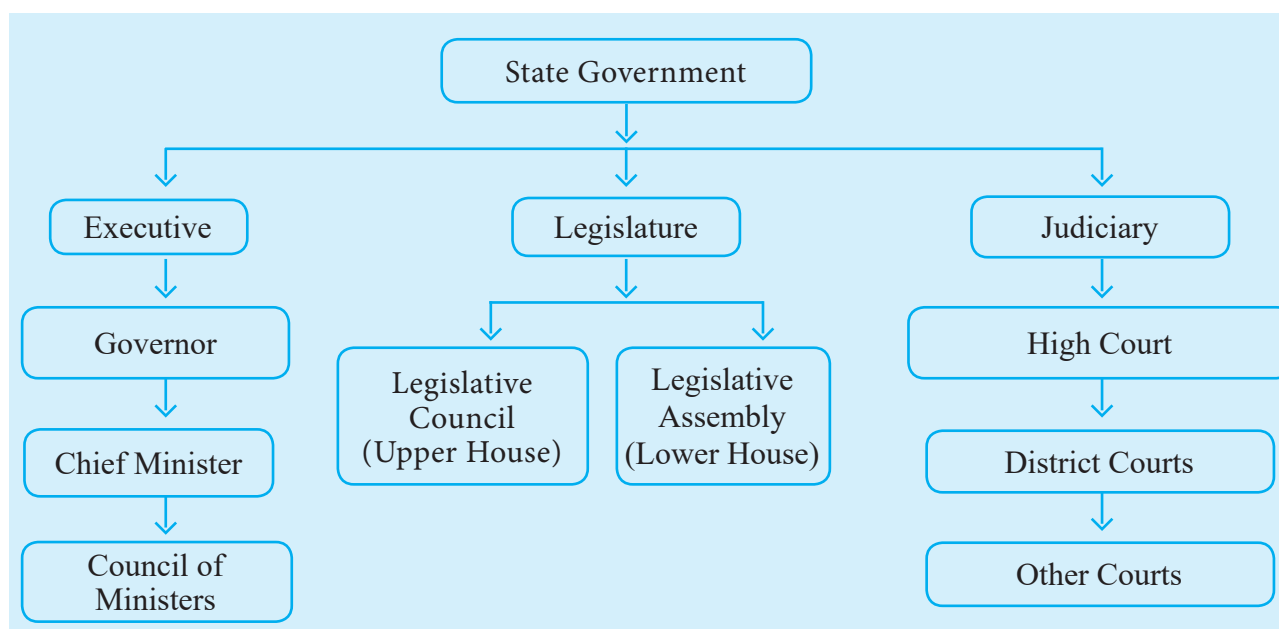 State Government
Executive
Legislature
Judiciary
Governor
Chief Minister
Council of
Ministers
Legislative
Council
(Upper House)
Legislative
Assembly
(Lower House)
High Court
District Courts
Other Courts